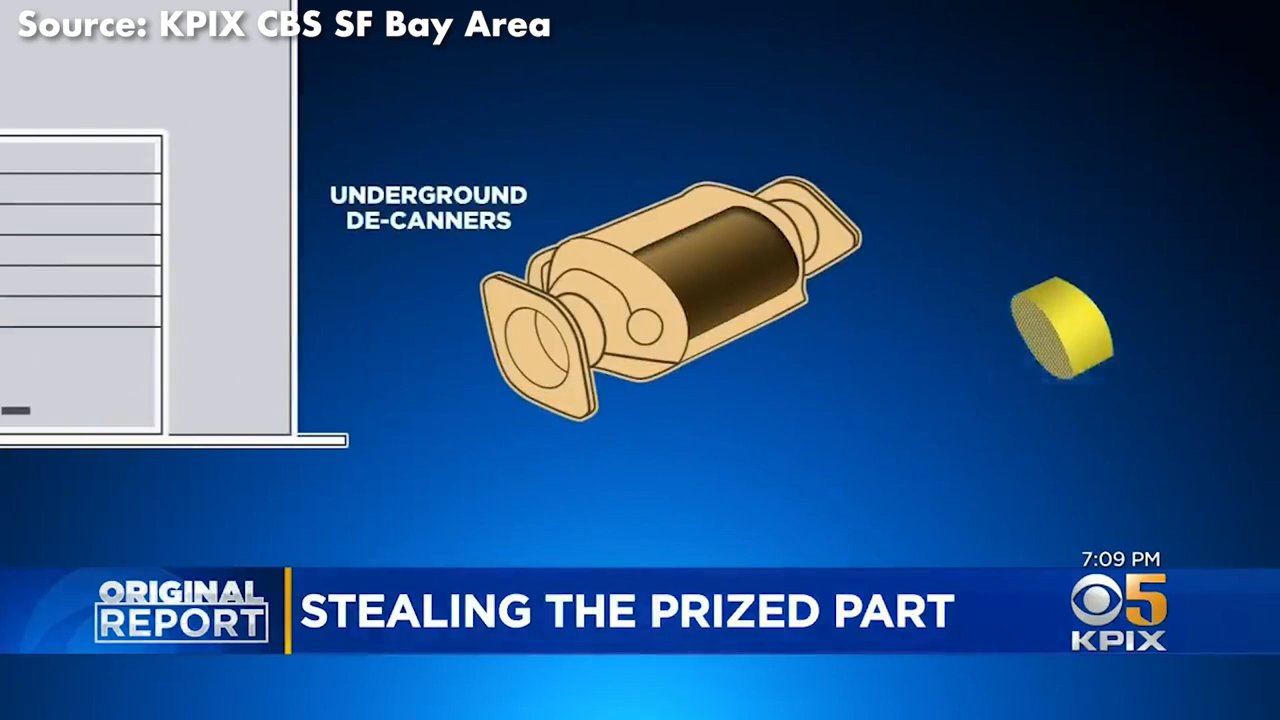 Source: KPIX CBS SF Bay Area
UNDERGROUND
DE-CANNERS
7:09 PM
ORIGINAL
REPORT
STEALING THE PRIZED PART
5
KPIX